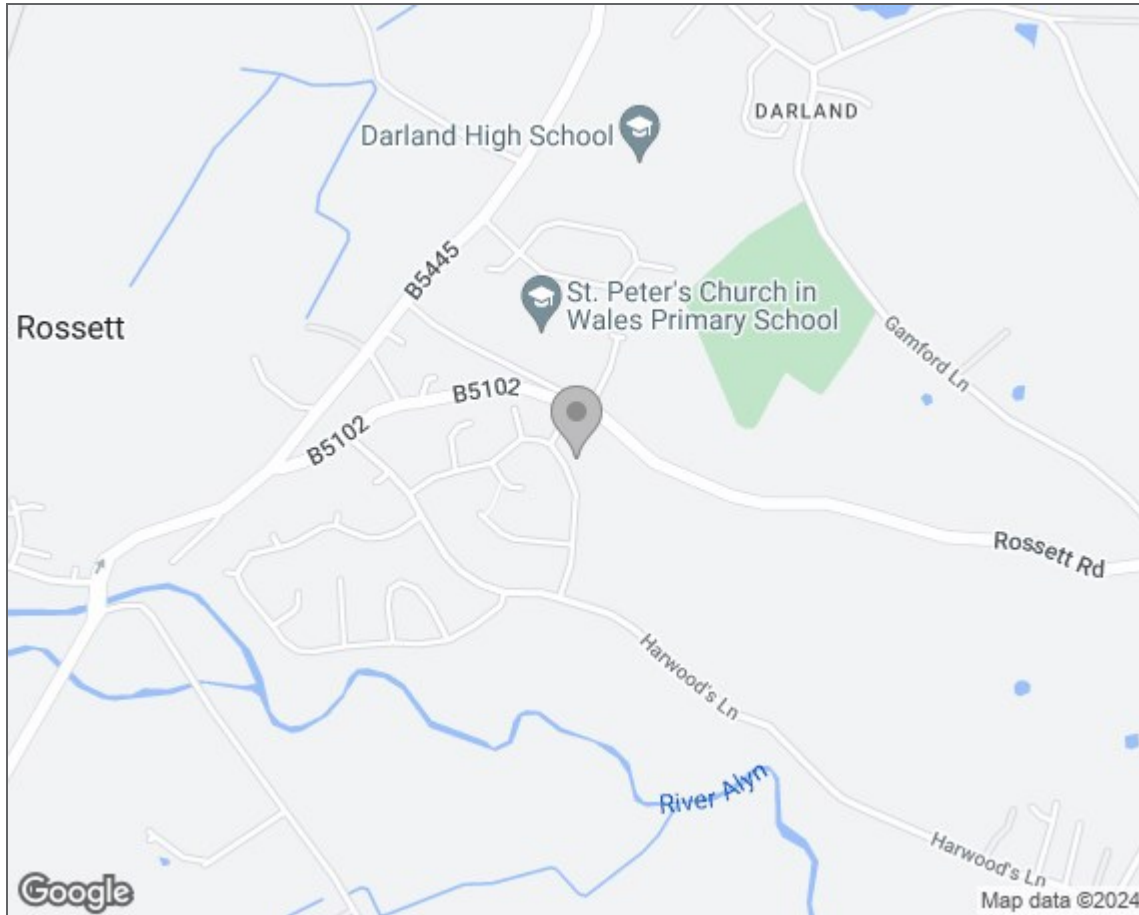 DARLAND
Darland High School
B5445
St. Peter's Church in
Wales Primary School
Rossett
Gamford Ln
B5102
B5102
Rossett Rd
Harwood's Ln
River Alyn
Harwood's Ln
Google
Map data ©2024